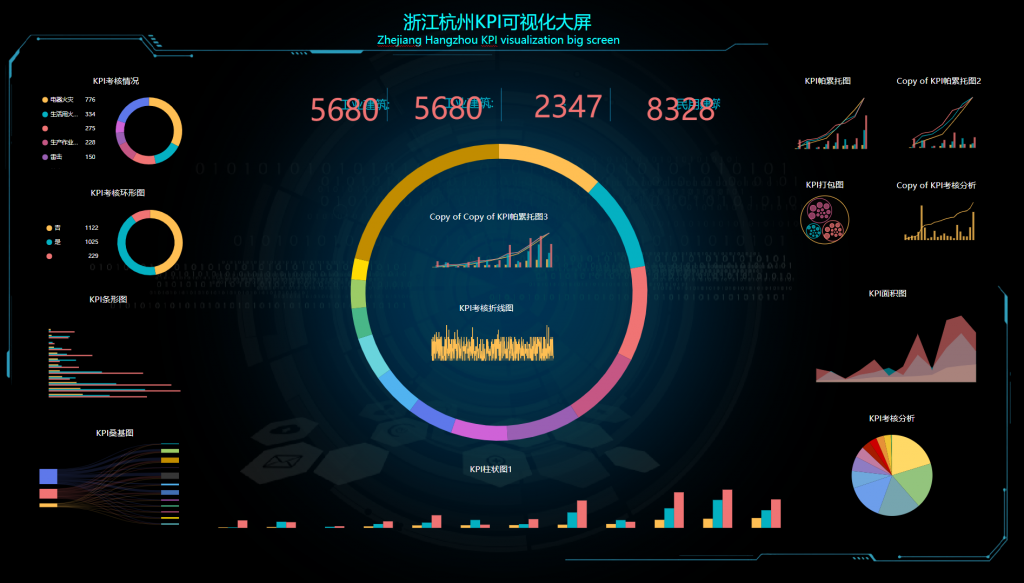 浙江杭州KPI可视化大屏
Zhejiang Hangzhou KPI visualization big screen
KPI考核情况
电器火灾 776
生活用火... 334
275
生产作业... 228
雷击 150
5680
工业建筑:
5680
工业建筑:
2347
8328
民用建筑
KPI帕累托图
Copy of KPI帕累托图2
KPI考核环形图
否 1122
是 1025
229
Copy of Copy of KPI帕累托图3
KPI打包图
Copy of KPI考核分析
KPI条形图
KPI考核折线图
KPI面积图
KPI桑基图
KPI柱状图1
KPI考核分析